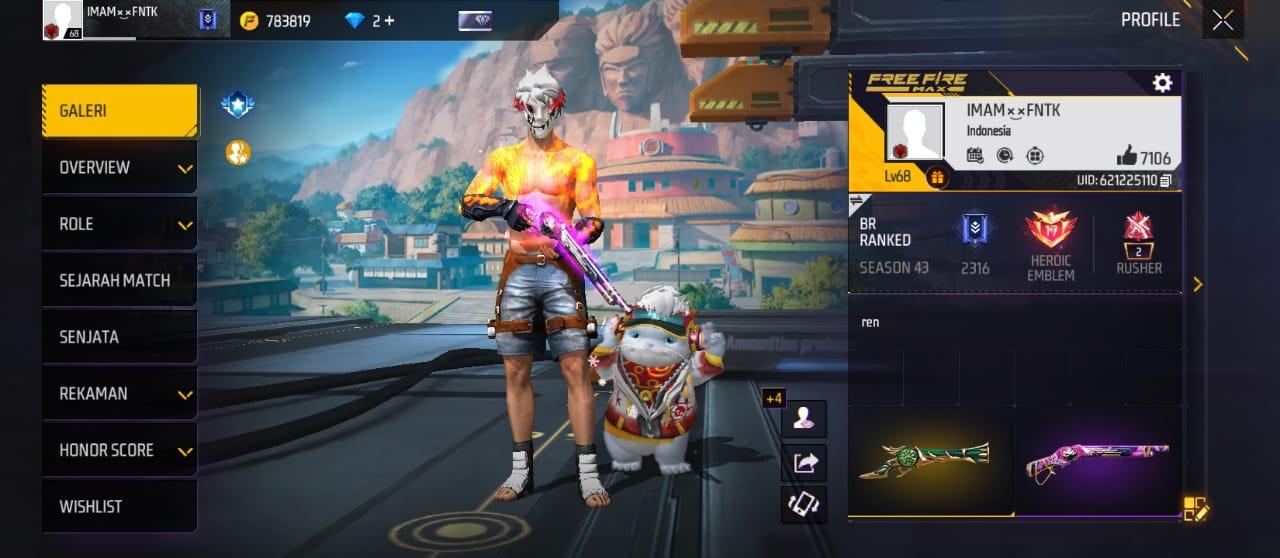 IMAM×͜×FNTK
68
783819
2 +
PROFILE
GALERI
OVERVIEW
ROLE
SEJARAH MATCH
SENJATA
REKAMAN
HONOR SCORE
WISHLIST
+4
FREE FIRE
MAX
IMAM×͜×FNTK
Indonesia
7106
Lv68
UID: 621225110
BR
RANKED
SEASON 43
2316
17
HEROIC
EMBLEM
2
RUSHER
ren